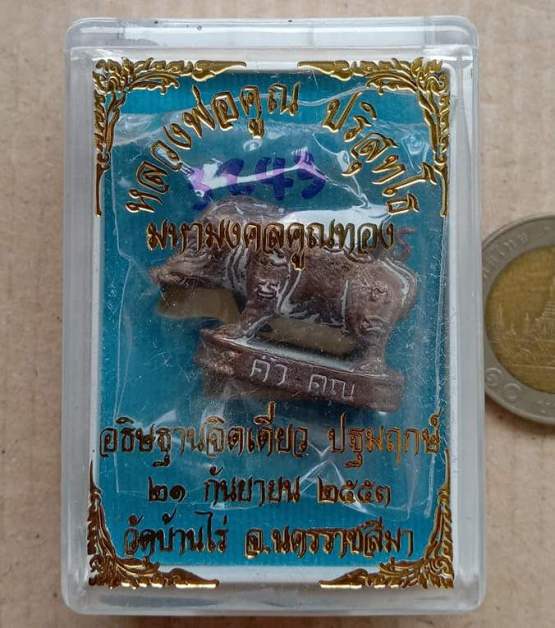 หลวงพ่อคูณ ปริสุทโธ
3C43
มหามงคลคูณทอง
คูณ
อธิษฐานจิตเดี่ยว ปฐมฤกษ์
๒๑ กันยายน ๒๕๕๓
วัดบ้านไร่ จ.นครราชสีมา